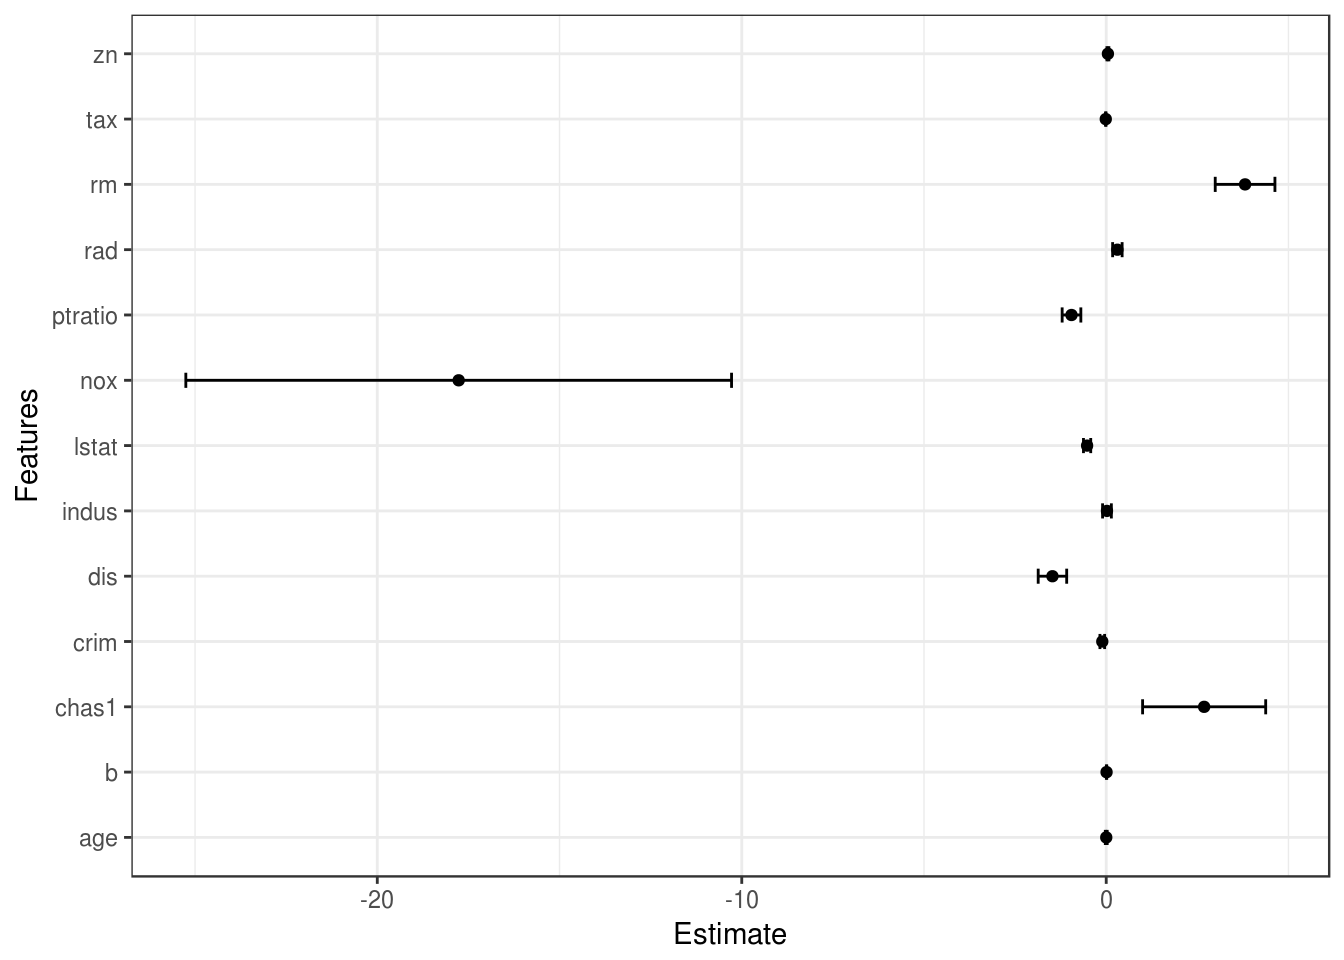 zn
tax
rm
rad
ptratio
nox
lstat
indus
dis
crim
chas1
b
age
Features
-20 -10 0
Estimate